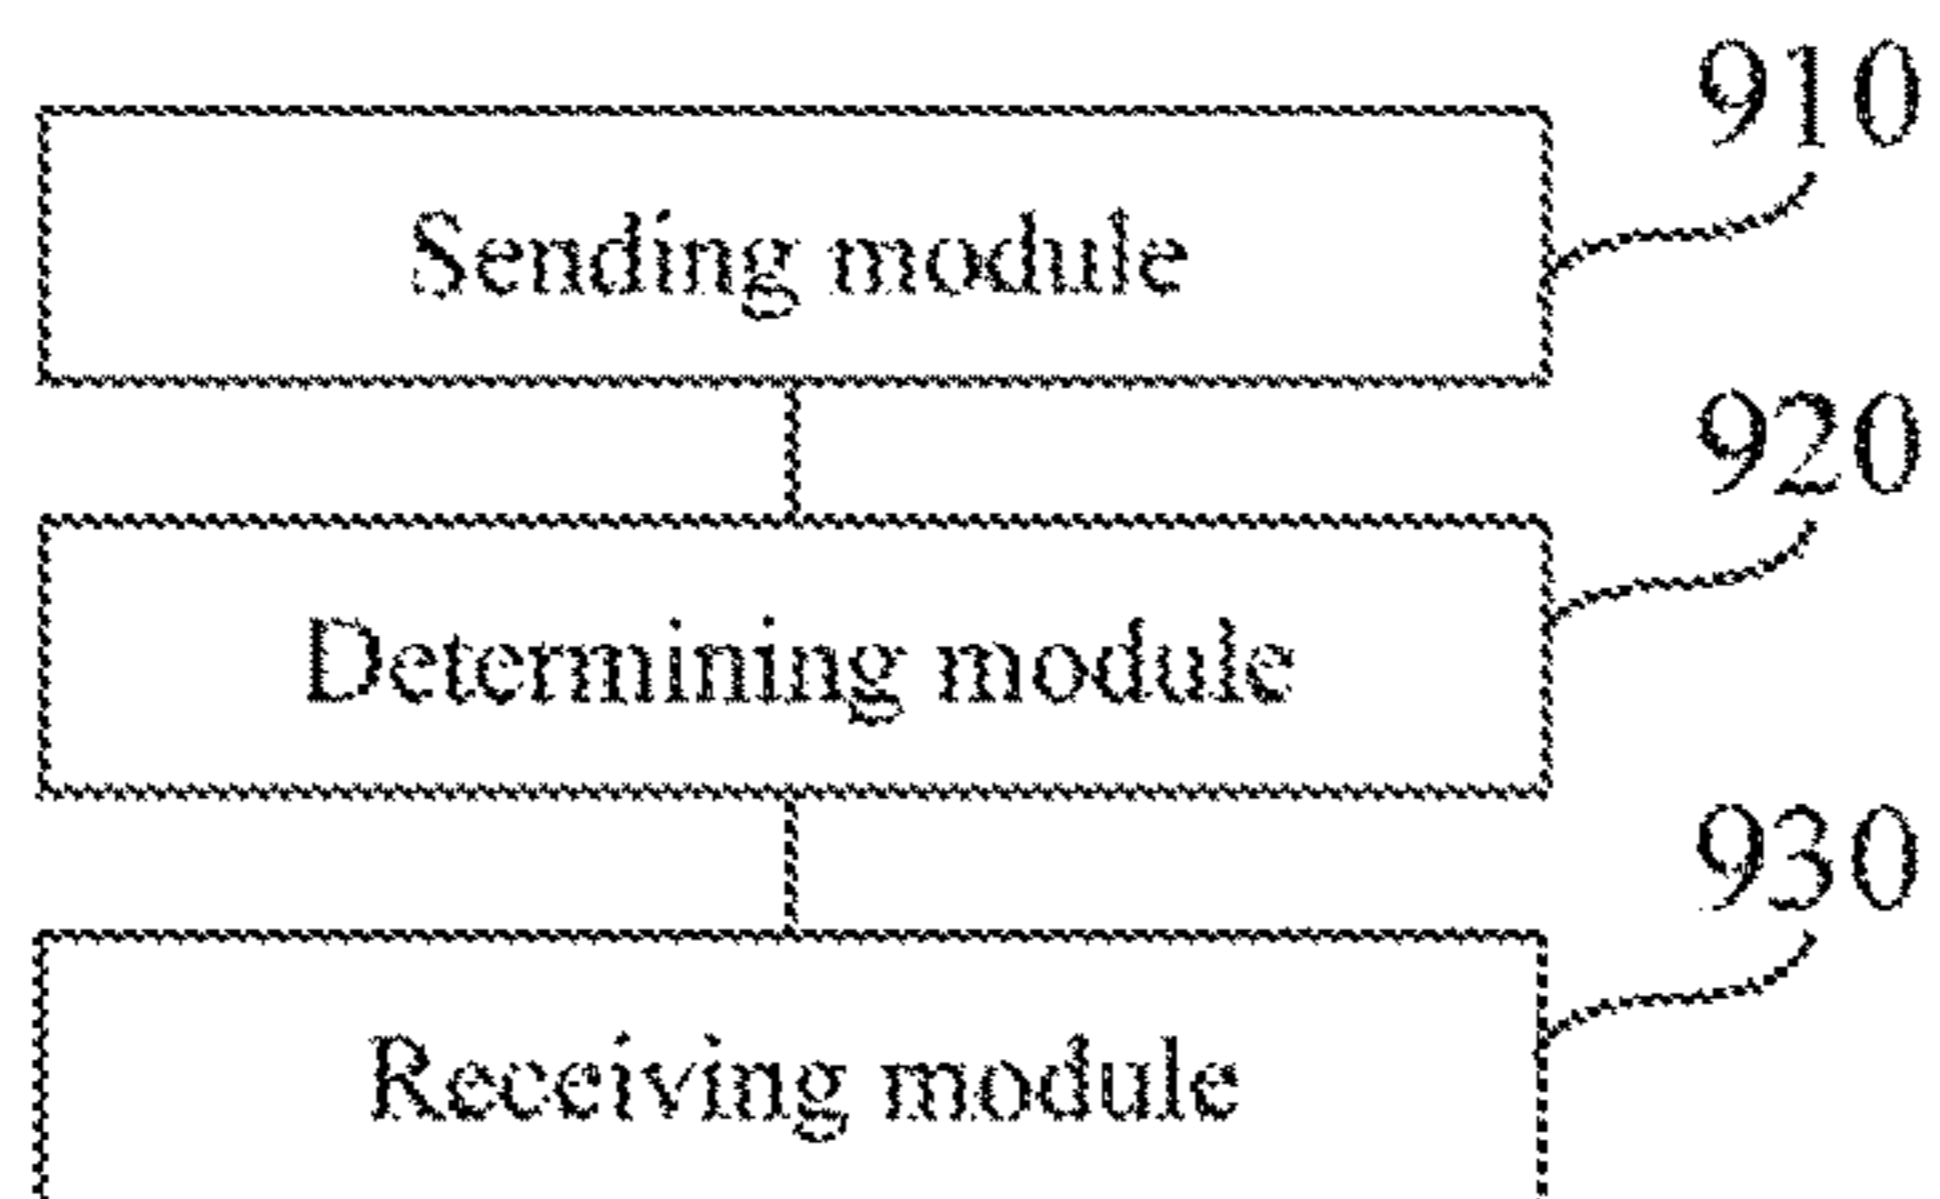 910
Sending module
920
Determining module
930
Receiving module